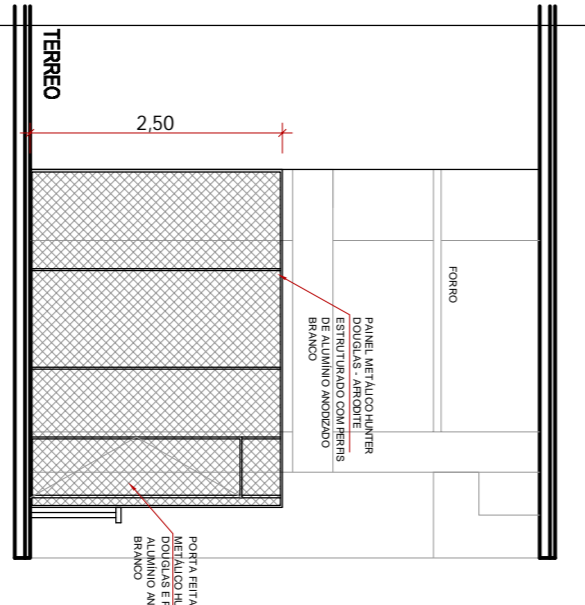 TERREO
2,50
FORRO
PAINEL METÁLICO HUNTER
DOUGLAS - AFRODITE
ESTRUTURADO COM PERFIS
DE ALUMÍNIO ANODIZADO
BRANCO
PORTA FEITA
METÁLICO HU
DOUGLAS E P
ALUMÍNIO AN
BRANCO